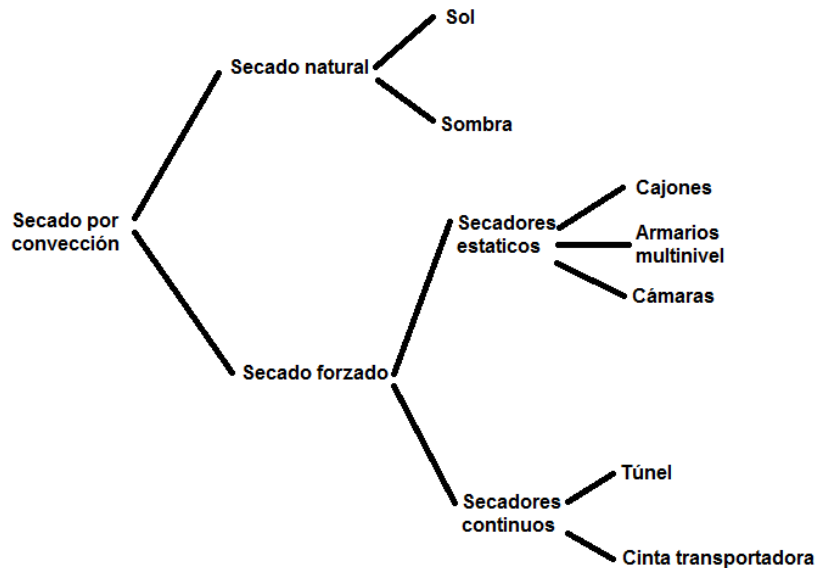 Sol
Secado natural
Sombra
Secado por
convección
Cajones
Secadores
estaticos
Armarios
multinivel
Cámaras
Secado forzado
Túnel
Secadores
continuos
Cinta transportadora